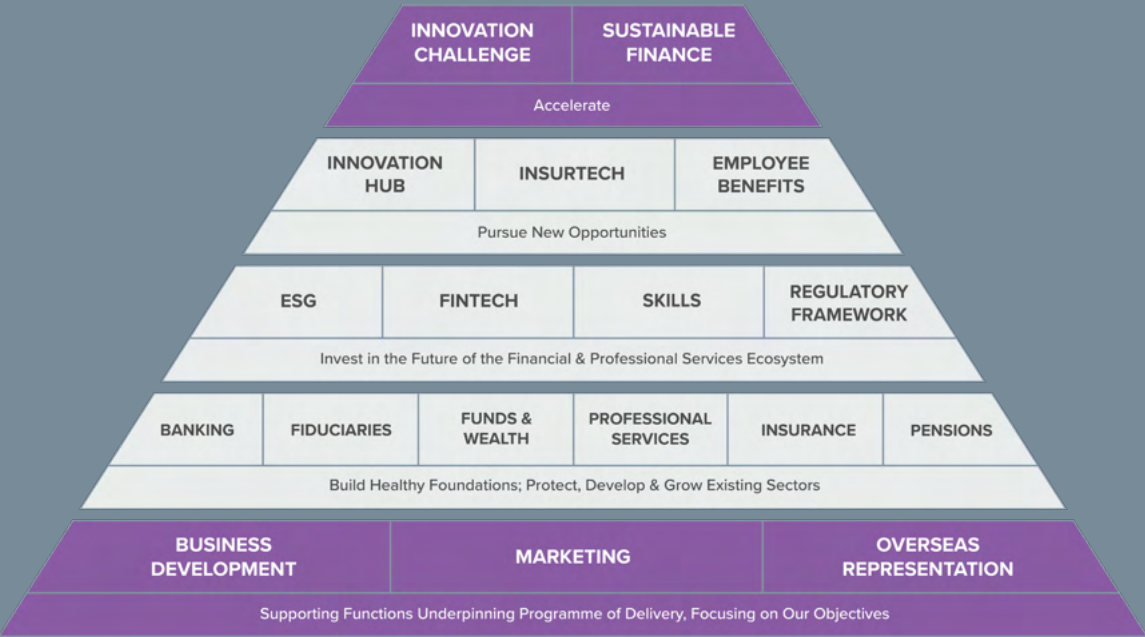 INNOVATION
CHALLENGE
SUSTAINABLE
FINANCE
Accelerate
INNOVATION
HUB
INSURTECH
EMPLOYEE
BENEFITS
Pursue New Opportunities
ESG
FINTECH
SKILLS
REGULATORY
FRAMEWORK
Invest in the Future of the Financial & Professional Services Ecosystem
BANKING
FIDUCIARIES
FUNDS &
WEALTH
PROFESSIONAL
SERVICES
INSURANCE
PENSIONS
Build Healthy Foundations; Protect, Develop & Grow Existing Sectors
BUSINESS
DEVELOPMENT
MARKETING
OVERSEAS
REPRESENTATION
Supporting Functions Underpinning Programme of Delivery, Focusing on Our Objectives